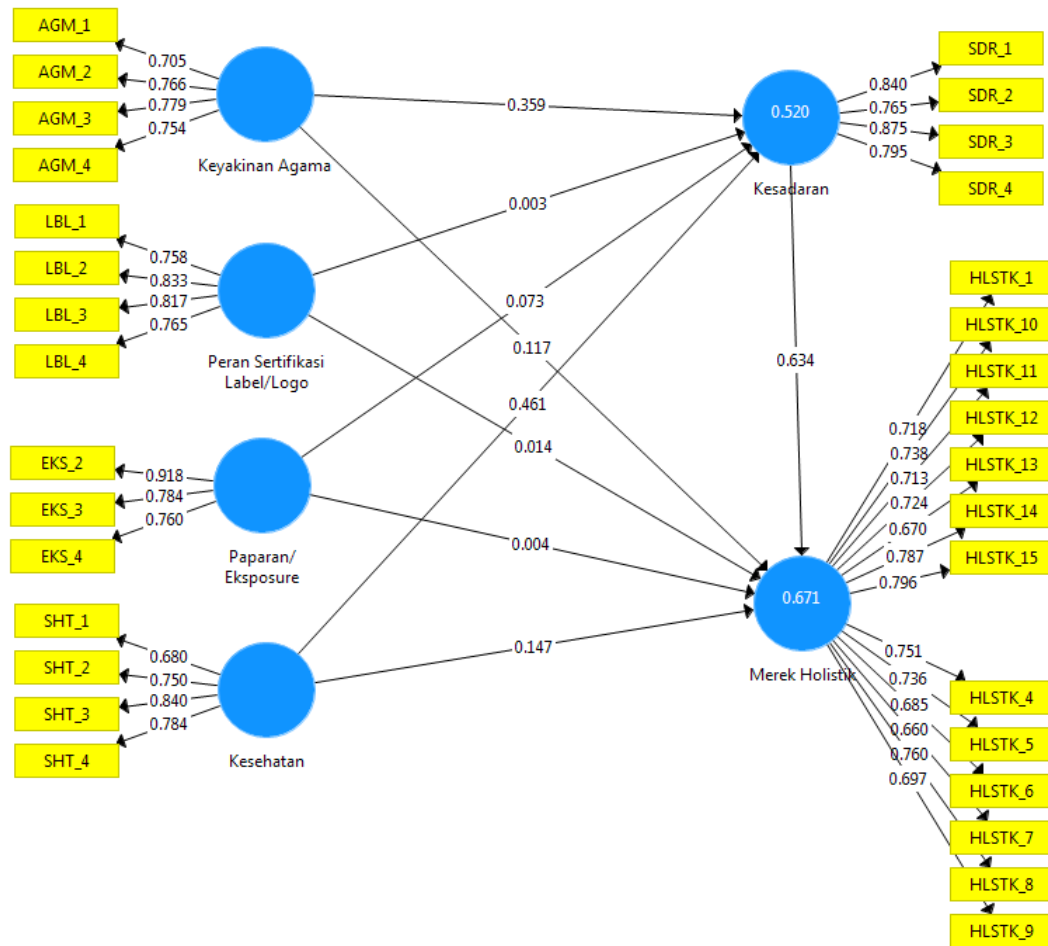 AGM_1
AGM_2
AGM_3
AGM_4
0.705
0.766
0.779
0.754
Keyakinan Agama
LBL_1
LBL_2
LBL_3
LBL_4
0.758
0.833
0.817
0.765
Peran Sertifikasi
Label/Logo
EKS_2
EKS_3
EKS_4
0.918
0.784
0.760
Paparan/
Eksposure
SHT_1
SHT_2
SHT_3
SHT_4
0.680
0.750
0.840
0.784
Kesehatan
0.359
0.003
0.073
0.117
0.461
0.014
0.004
0.147
0.634
0.520
Kesadaran
0.840
0.765
0.875
0.795
SDR_1
SDR_2
SDR_3
SDR_4
0.671
Merek Holistik
0.718
0.738
0.713
0.724
0.670
0.787
0.796
HLSTK_1
HLSTK_10
HLSTK_11
HLSTK_12
HLSTK_13
HLSTK_14
HLSTK_15
0.751
0.736
0.685
0.660
0.760
0.697
HLSTK_4
HLSTK_5
HLSTK_6
HLSTK_7
HLSTK_8
HLSTK_9